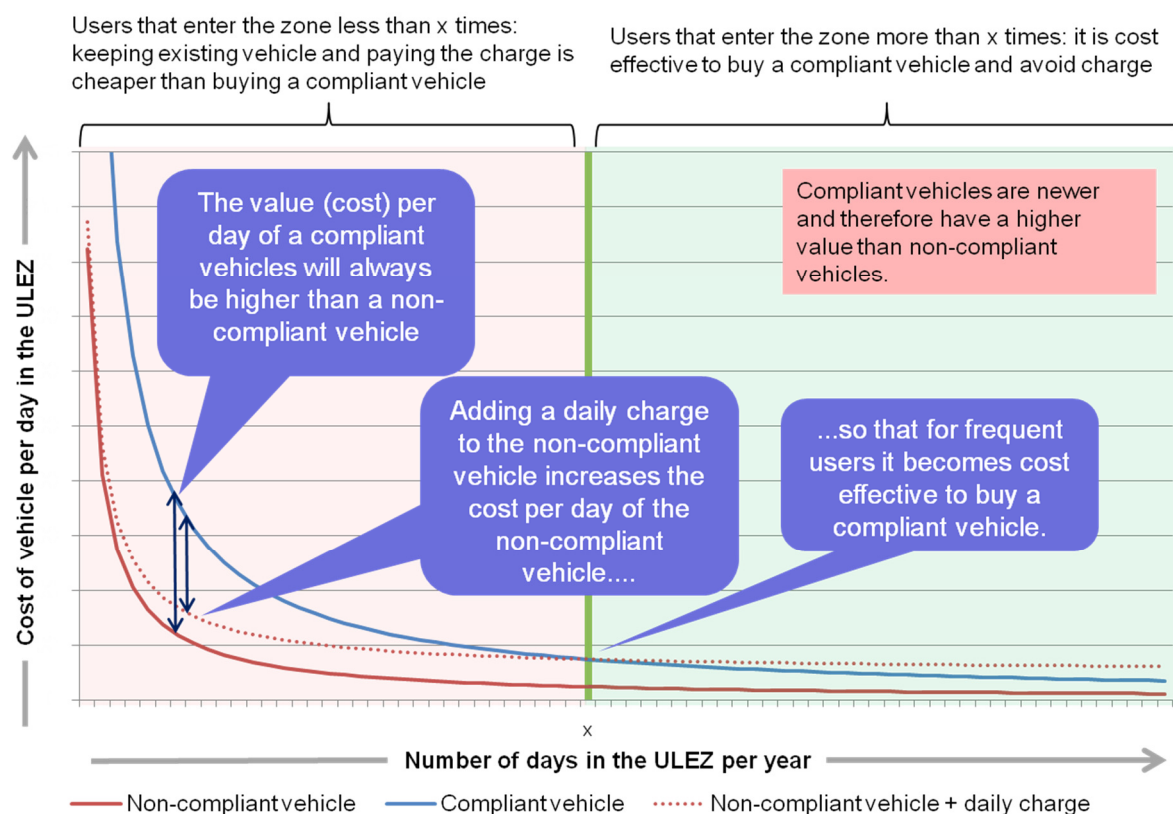 Users that enter the zone less than x times:
keeping existing vehicle and paying the charge is
cheaper than buying a compliant vehicle
Users that enter the zone more than x times: it is cost
effective to buy a compliant vehicle and avoid charge
Cost of vehicle per day in the ULEZ
The value (cost) per
day of a compliant
vehicles will always
be higher than a non-
compliant vehicle
Compliant vehicles are newer
and therefore have a higher
value than non-compliant
vehicles.
Adding a daily charge
to the non-compliant
vehicle increases the
cost per day of the
non-compliant
vehicle....
...so that for frequent
users it becomes cost
effective to buy a
compliant vehicle.
x
Number of days in the ULEZ per year
Non-compliant vehicle
Compliant vehicle
Non-compliant vehicle + daily charge